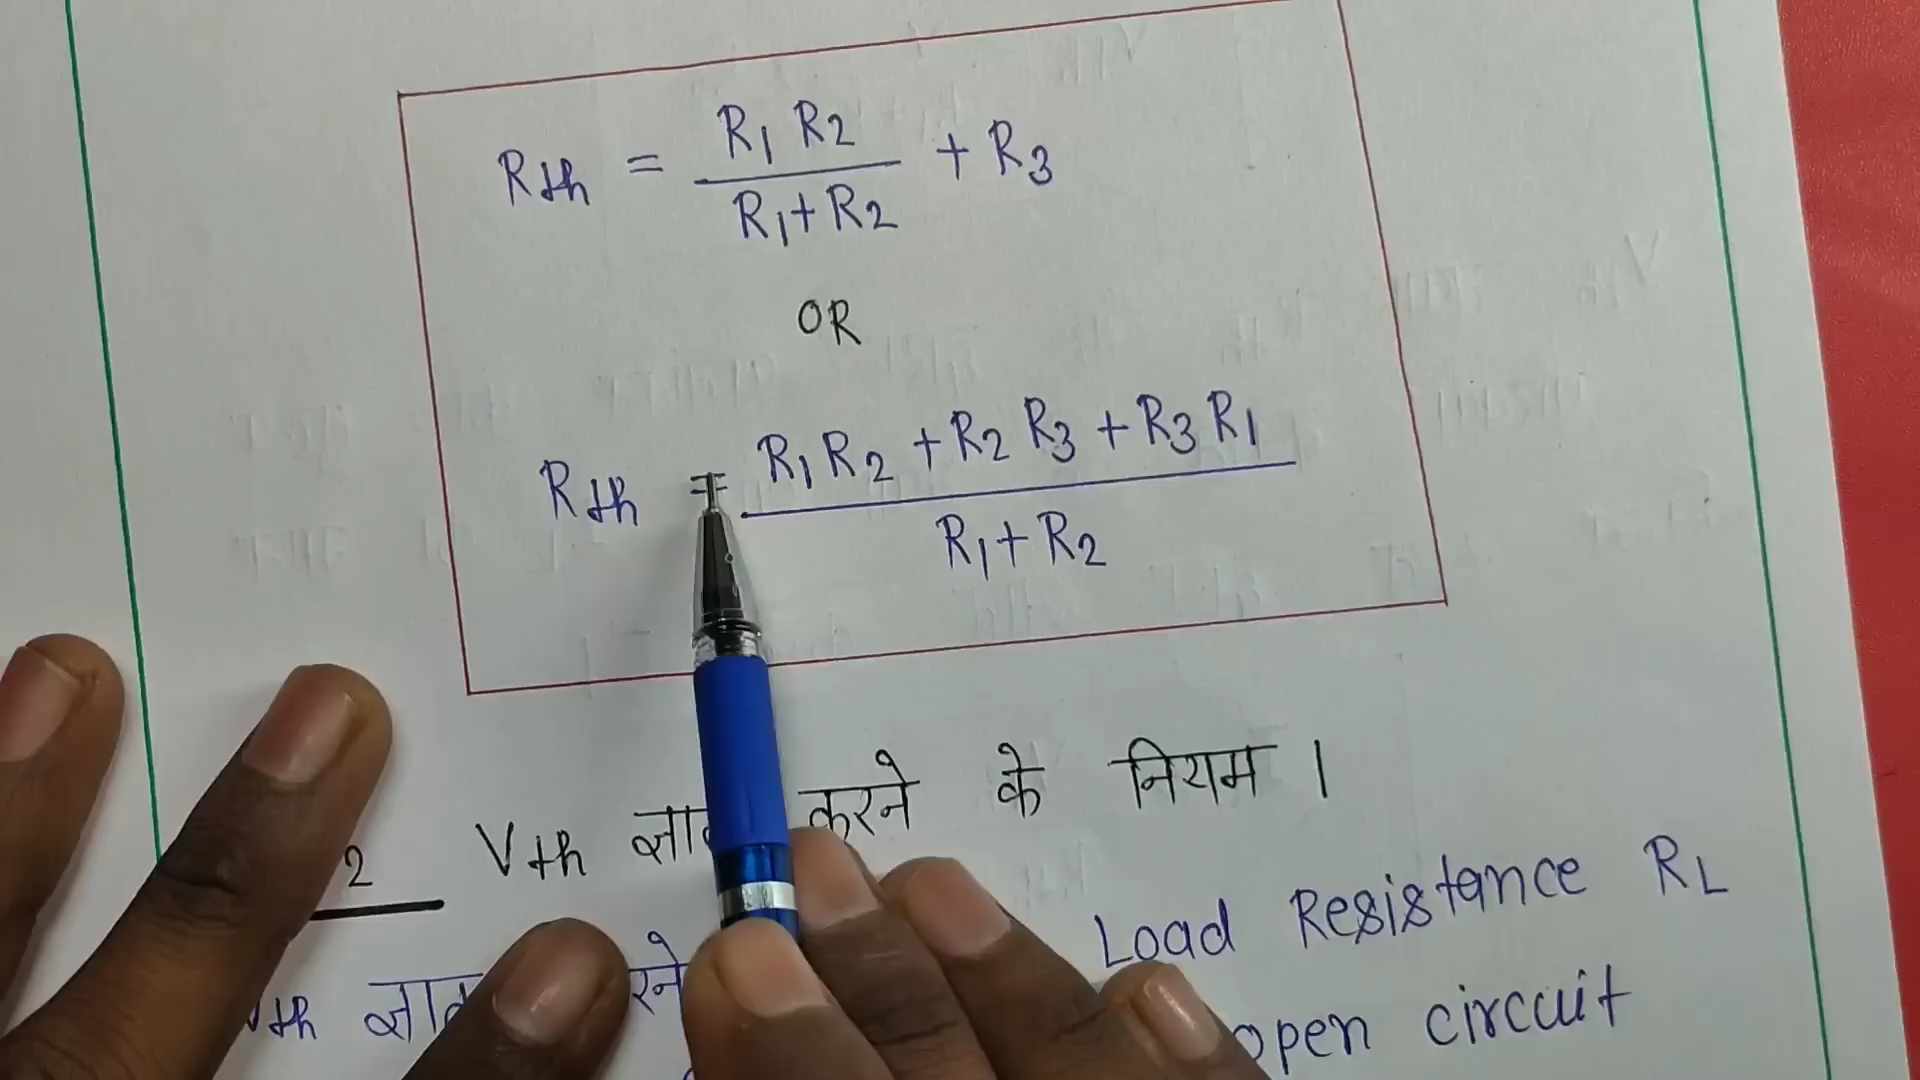 Rth = R1 R2 / R1+R2 + R3
OR
Rth = R1 R2 + R2 R3 + R3 R1 / R1+R2
2 Vth करने के नियम ।
Load Resistance RL
open circuit